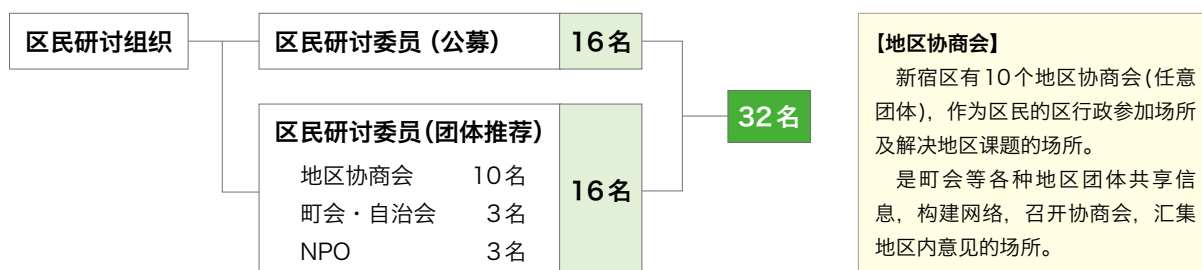 区民研讨组织
区民研讨委员（公募） 16名
区民研讨委员(团体推荐)
地区协商会 10名
町会・自治会 3名
NPO 3名
16名
32名
【地区协商会】
新宿区有10个地区协商会(任意
团体)，作为区民的区行政参加场所
及解决地区课题的场所。
是町会等各种地区团体共享信
息，构建网络，召开协商会，汇集
地区内意见的场所。